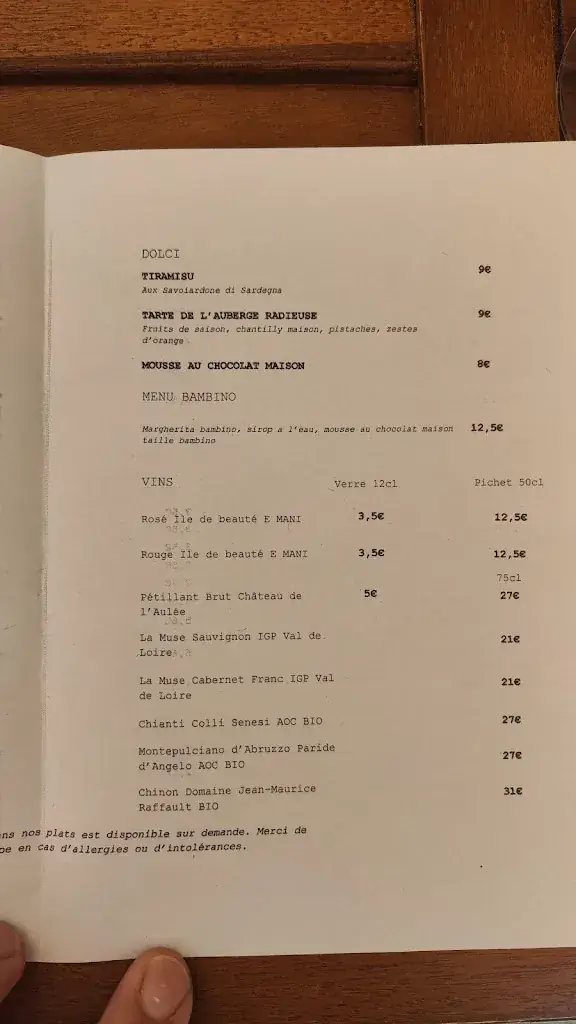 DOLCI
TIRAMISU 9€
Aux Savoiardone di Sardegna
TARTE DE L'AUBERGE RADIEUSE 9€
Fruits de saison, chantilly maison, pistaches, zestes
d'orange
MOUSSE AU CHOCOLAT MAISON 8€
MENU BAMBINO
Margherita bambino, sirop a l'eau, mousse au chocolat maison 12,5€
taille bambino
VINS Verre 12cl Pichet 50cl
Rosé Ile de beauté E MANI 3,5€ 12,5€
Rouge Ile de beauté E MANI 3,5€ 12,5€
75cl
Pétillant Brut Château de 5€ 27€
l'Aulée
La Muse Sauvignon IGP Val de 21€
Loire
La Muse Cabernet Franc IGP Val 21€
de Loire
Chianti Colli Senesi AOC BIO 27€
Montepulciano d'Abruzzo Paride 27€
d'Angelo AOC BIO
Chinon Domaine Jean-Maurice 31€
Raffault BIO
nos plats est disponible sur demande. Merci de
en cas d'allergies ou d'intolérances.